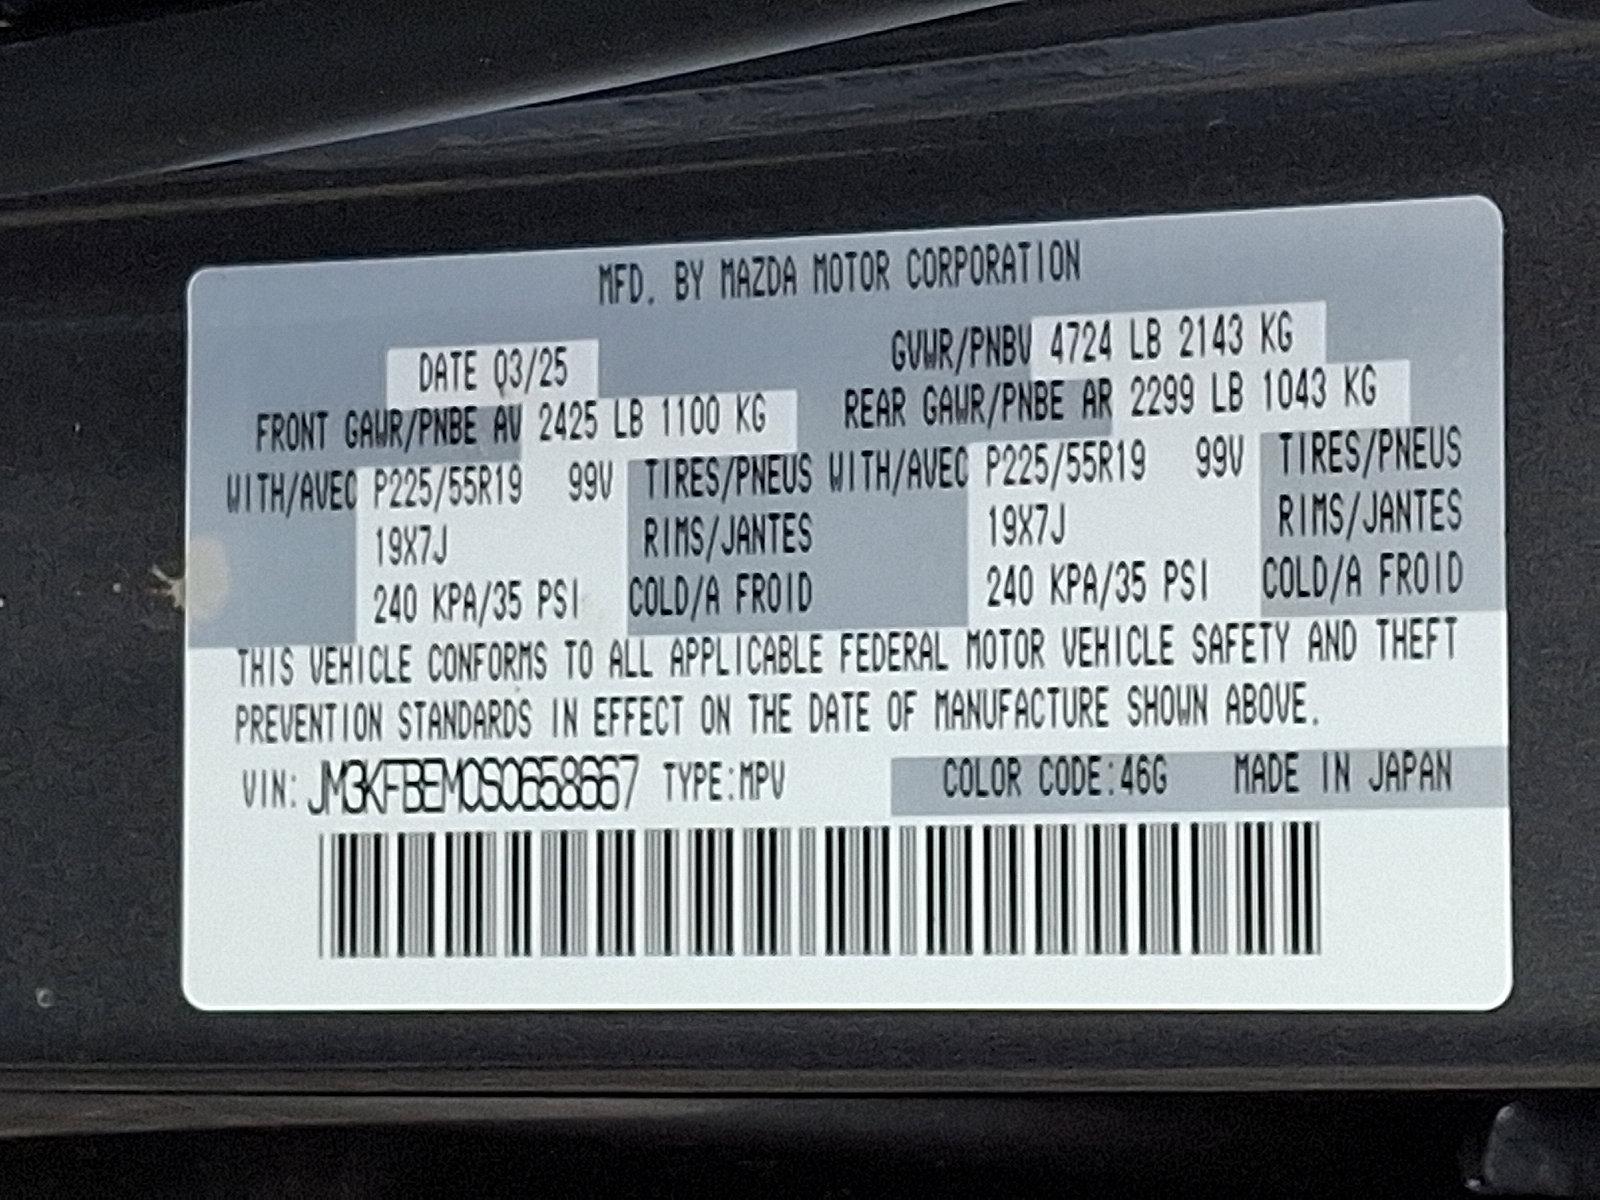 MFD. BY MAZDA MOTOR CORPORATION
DATE 03/25 GVWR/PNBV 4724 LB 2143 KG
FRONT GAWR/PNBE AV 2425 LB 1100 KG REAR GAWR/PNBE AR 2299 LB 1043 KG
WITH/AVEC P225/55R19 99V TIRES/PNEUS WITH/AVEC P225/55R19 99V TIRES/PNEUS
19X7J RIMS/JANTES 19X7J RIMS/JANTES
240 KPA/35 PSI COLD/A FROID 240 KPA/35 PSI COLD/A FROID
THIS VEHICLE CONFORMS TO ALL APPLICABLE FEDERAL MOTOR VEHICLE SAFETY AND THEFT
PREVENTION STANDARDS IN EFFECT ON THE DATE OF MANUFACTURE SHOWN ABOVE.
VIN: JM3KFBEM0S0658667 TYPE:MPV COLOR CODE:46G MADE IN JAPAN